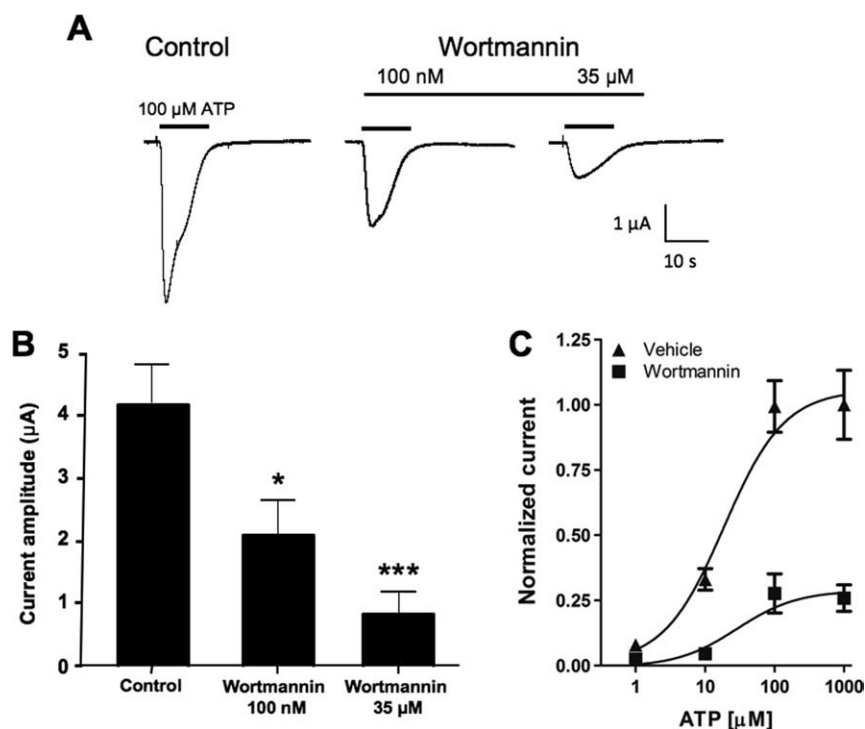 A
Control
Wortmannin
100 nM
35 μM
100 μM ATP
1 μA
10 s
B
Current amplitude (μA)
5
4
3
2
1
0
*
***
Control
Wortmannin
100 nM
Wortmannin
35 μM
C
Vehicle
Wortmannin
Normalized current
1.25
1.00
0.75
0.50
0.25
0.00
1
10
100
1000
ATP [μM]